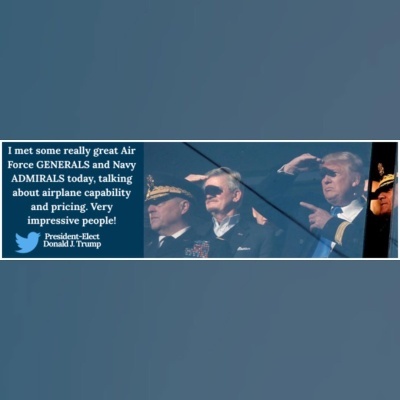 I met some really great Air
Force GENERALS and Navy
ADMIRALS today, talking
about airplane capability
and pricing. Very
impressive people!
President-Elect
Donald J. Trump